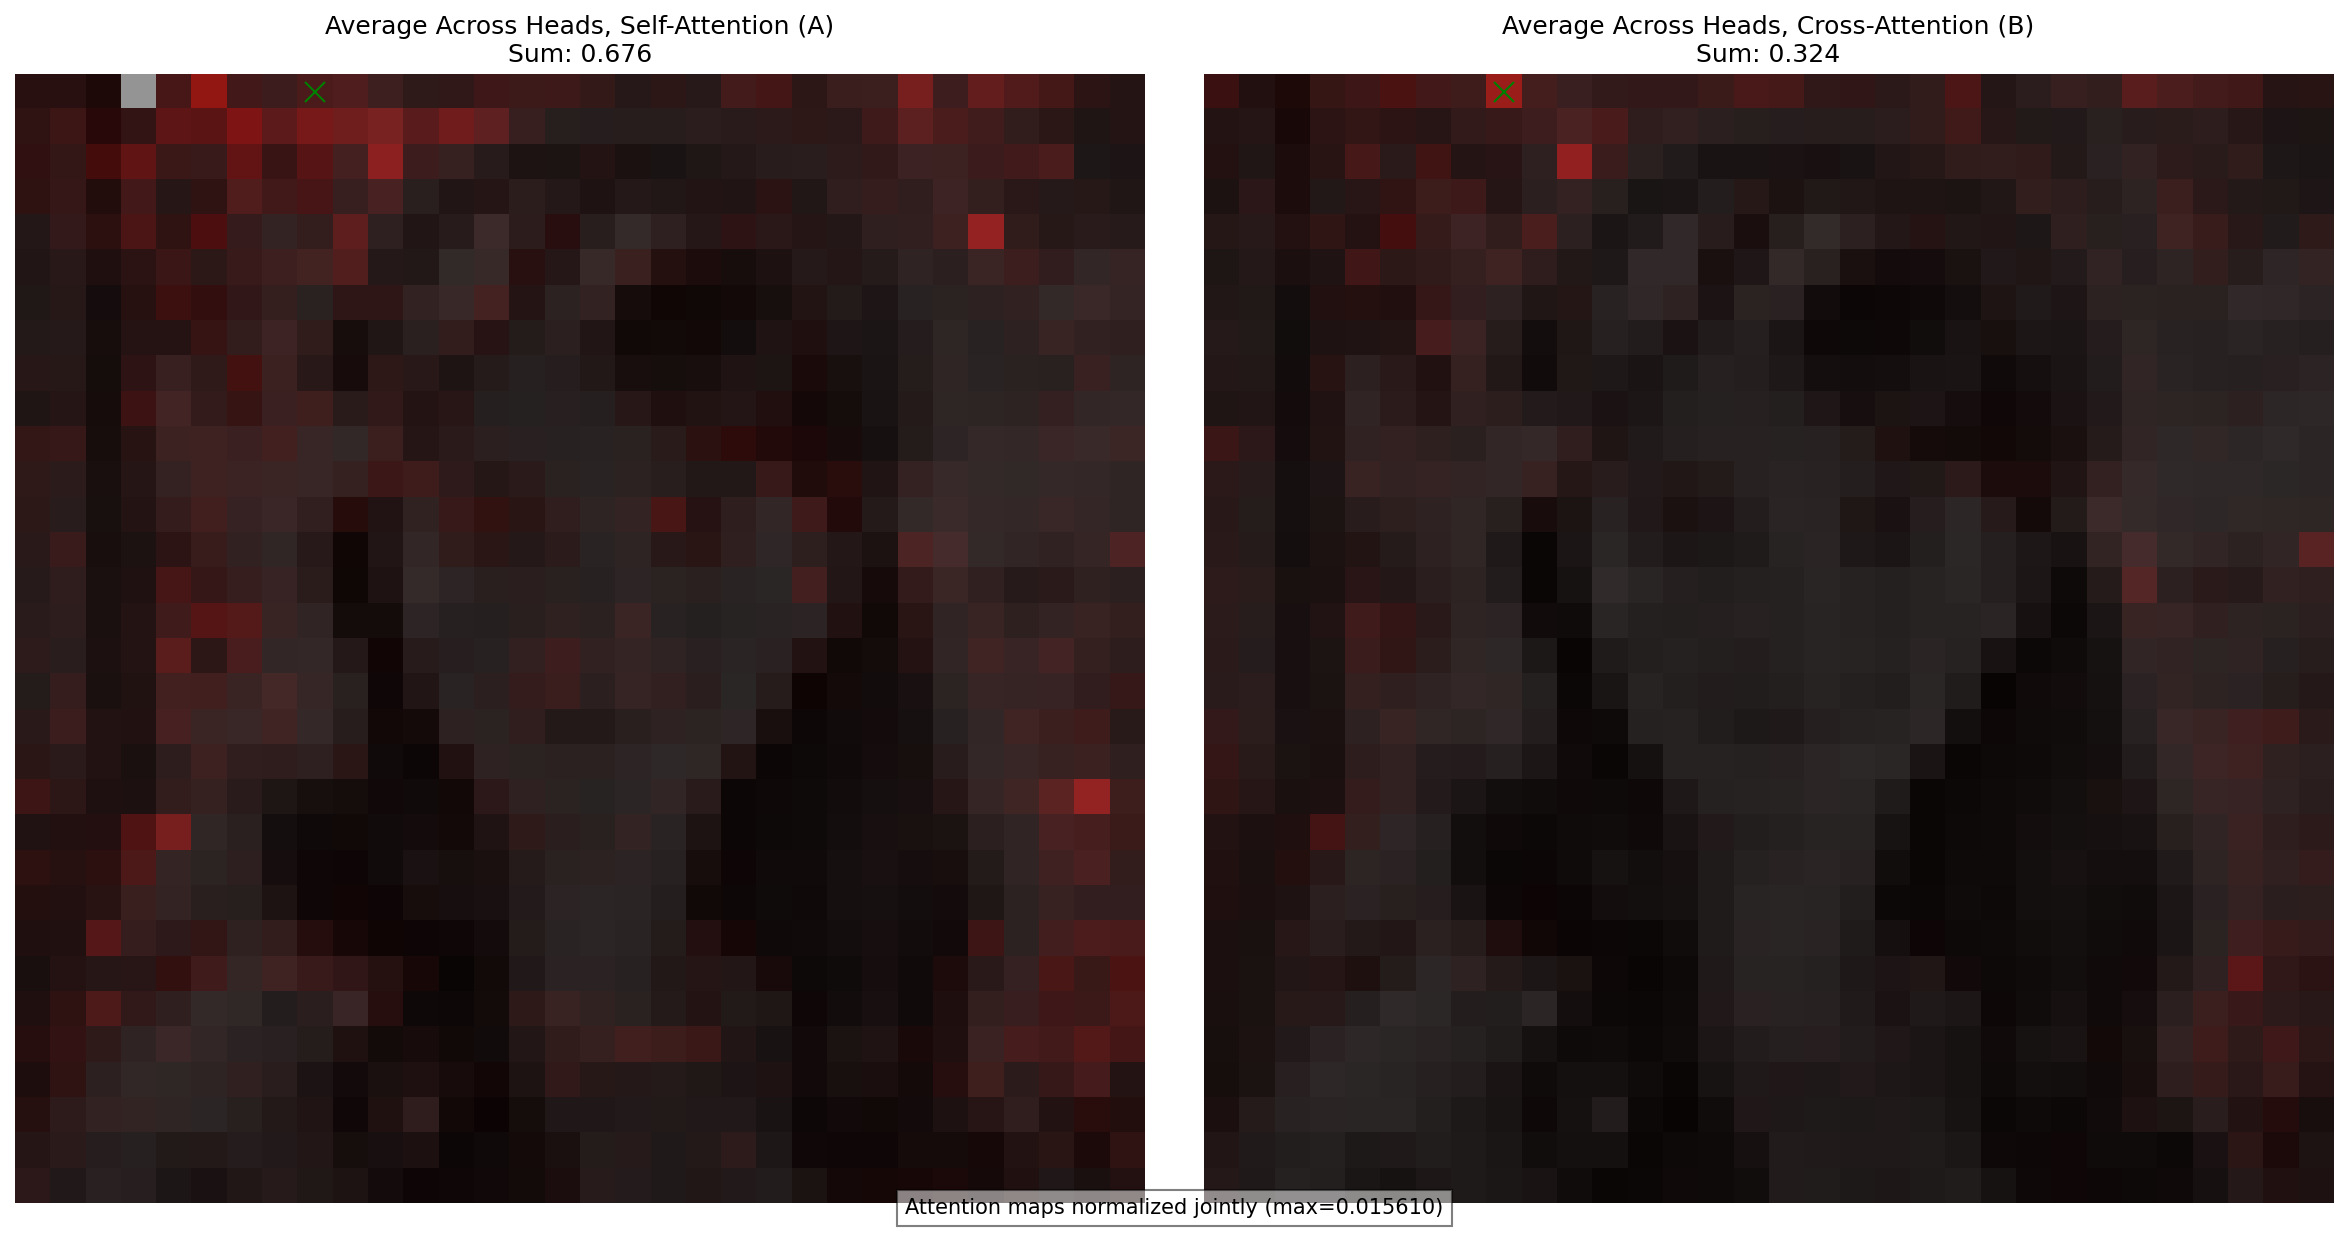 Average Across Heads, Self-Attention (A)
Sum: 0.676
Average Across Heads, Cross-Attention (B)
Sum: 0.324
Attention maps normalized jointly (max=0.015610)